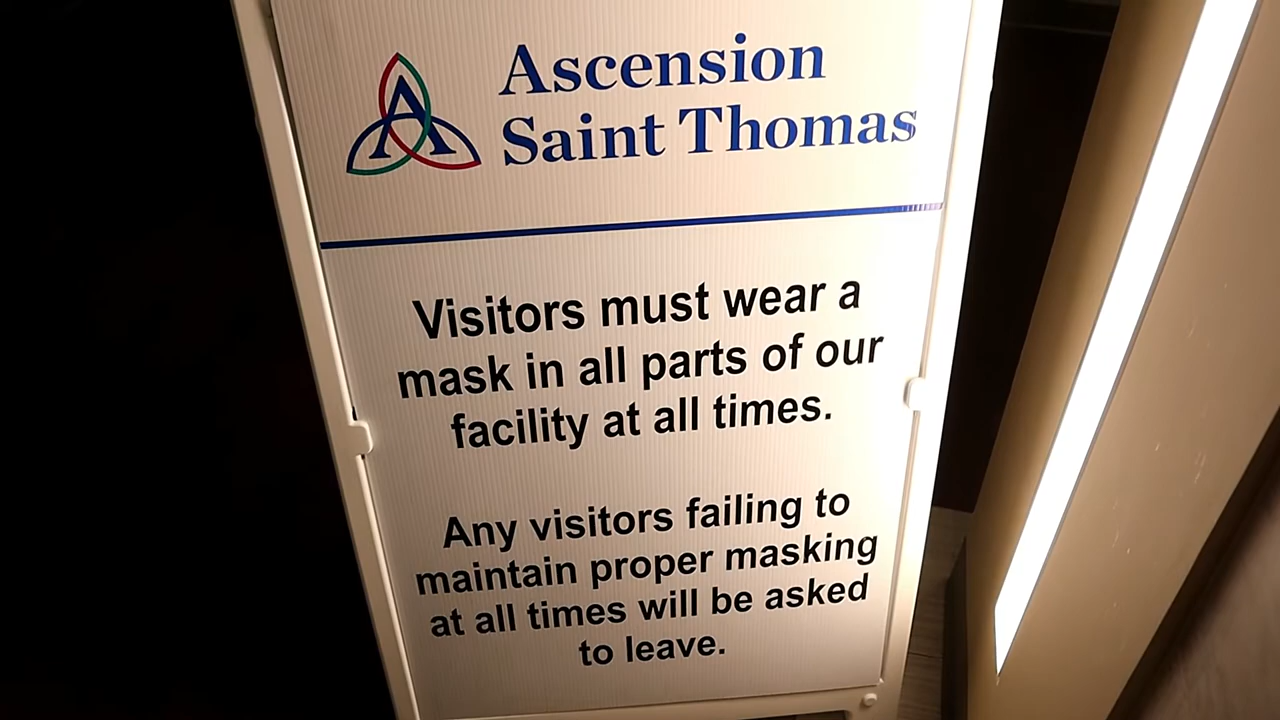 Ascension
Saint Thomas
Visitors must wear a
mask in all parts of our
facility at all times.
Any visitors failing to
maintain proper masking
at all times will be asked
to leave.